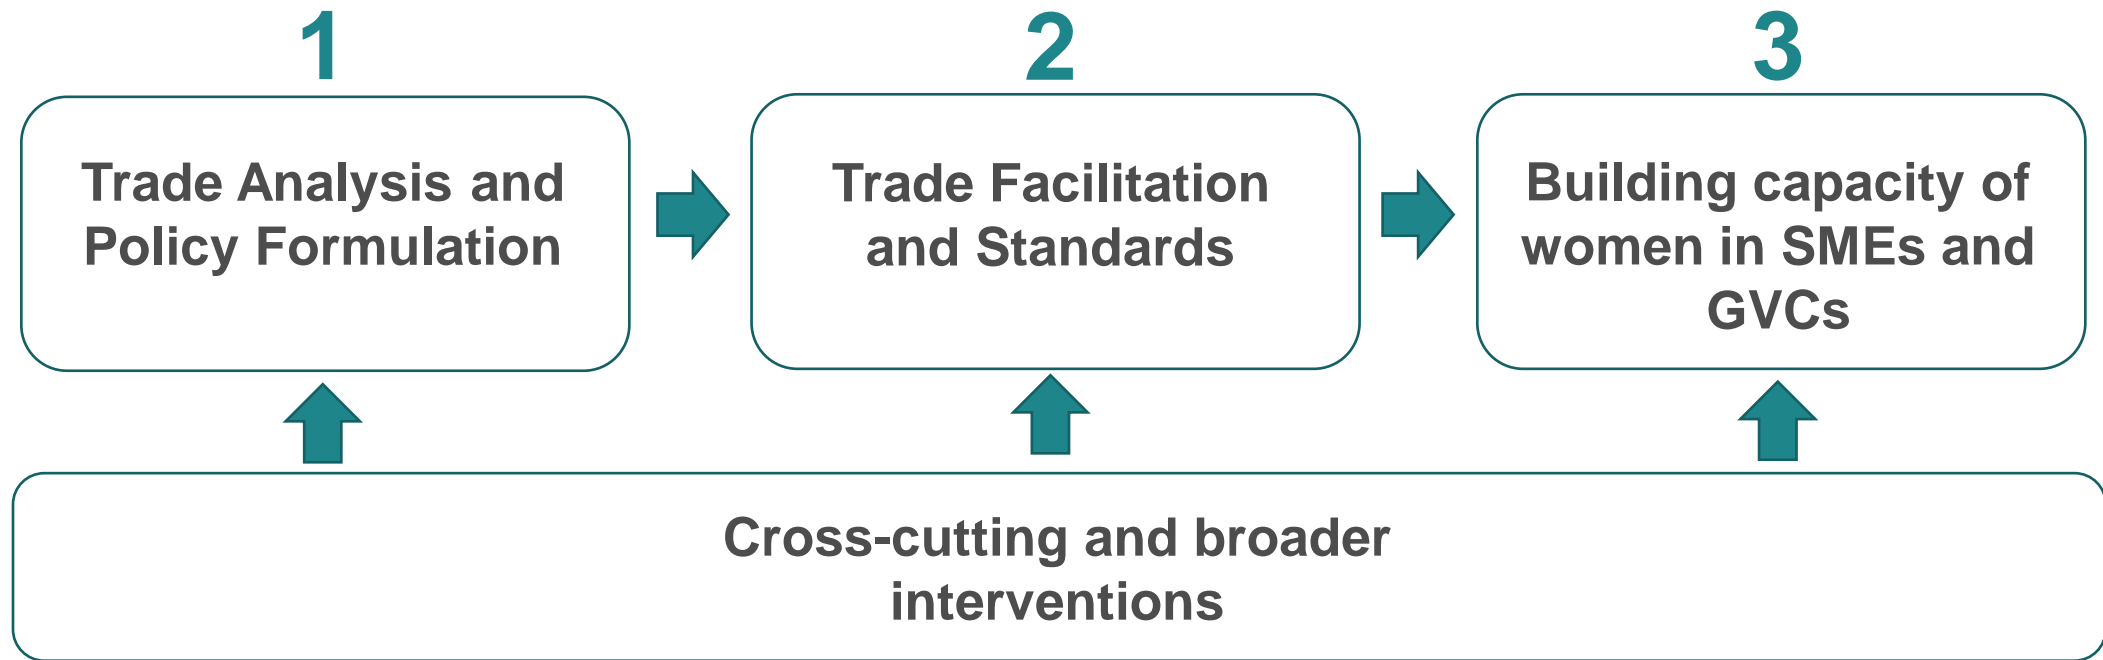 1
Trade Analysis and
Policy Formulation
2
Trade Facilitation
and Standards
3
Building capacity of
women in SMEs and
GVCs
Cross-cutting and broader
interventions